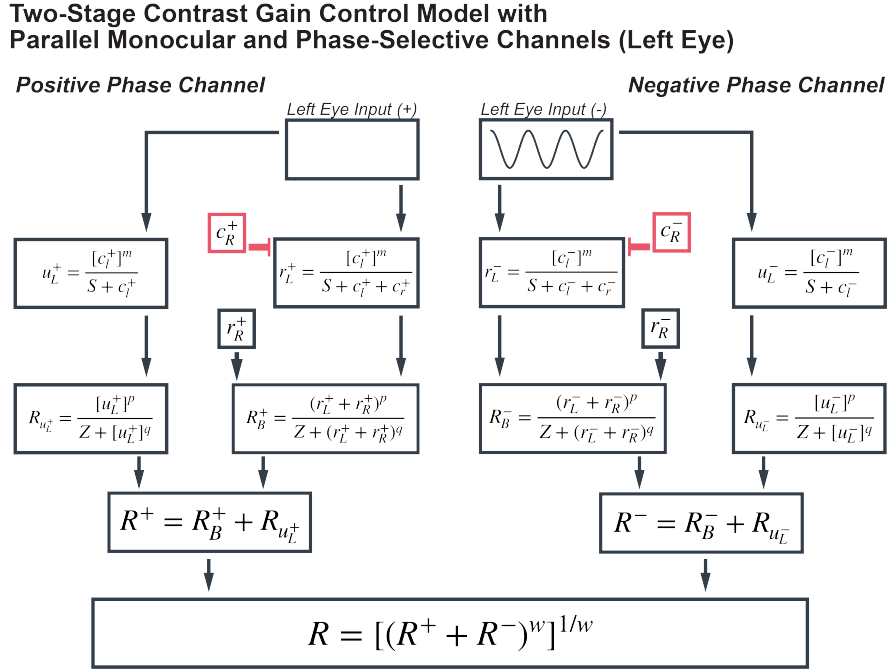 Two-Stage Contrast Gain Control Model with
Parallel Monocular and Phase-Selective Channels (Left Eye)
Positive Phase Channel
Negative Phase Channel
Left Eye Input (+)
Left Eye Input (-)
c_R^+
c_R^-
u_L^+ = [c_l^+]^m / (S + c_l^+)
r_L^+ = [c_l^+]^m / (S + c_l^+ + c_r^+)
r_L^- = [c_l^-]^m / (S + c_l^- + c_r^-)
u_L^- = [c_l^-]^m / (S + c_l^-)
r_R^+
r_R^-
R_{u_L^+} = [u_L^+]^p / (Z + [u_L^+]^q)
R_B^+ = (r_L^+ + r_R^+)^p / (Z + (r_L^+ + r_R^+)^q)
R_B^- = (r_L^- + r_R^-)^p / (Z + (r_L^- + r_R^-)^q)
R_{u_L^-} = [u_L^-]^p / (Z + [u_L^-]^q)
R^+ = R_B^+ + R_{u_L^+}
R^- = R_B^- + R_{u_L^-}
R = [(R^+ + R^-)^w]^{1/w}